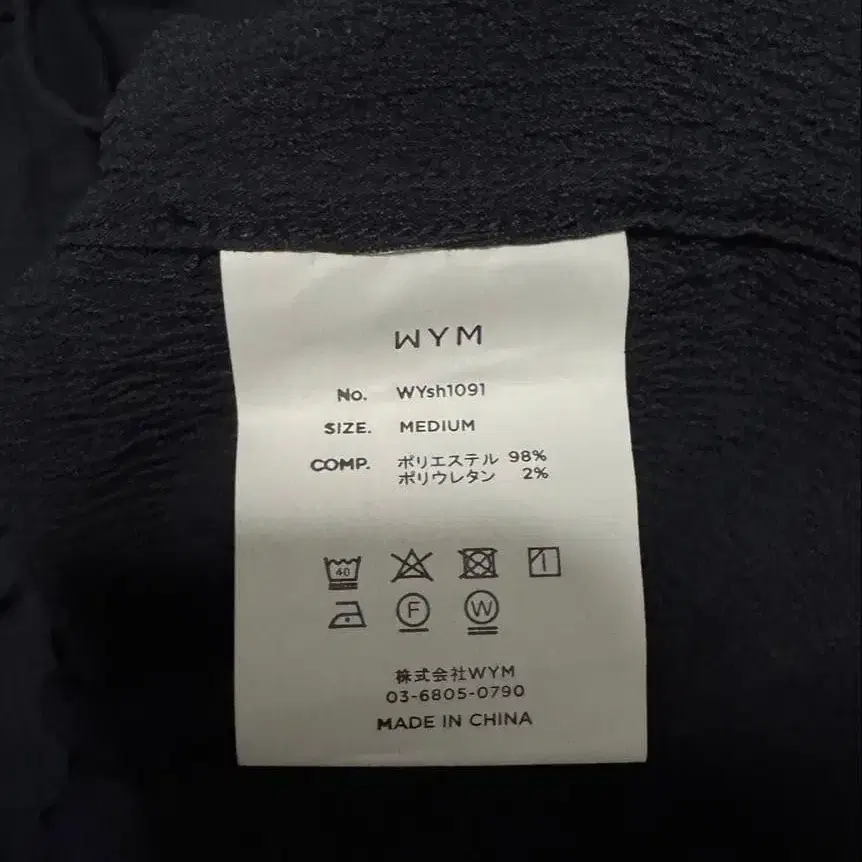 WYM
No. WYsh1091
SIZE. MEDIUM
COMP. ポリエステル 98%
ポリウレタン 2%
40
F W
株式会社WYM
03-6805-0790
MADE IN CHINA